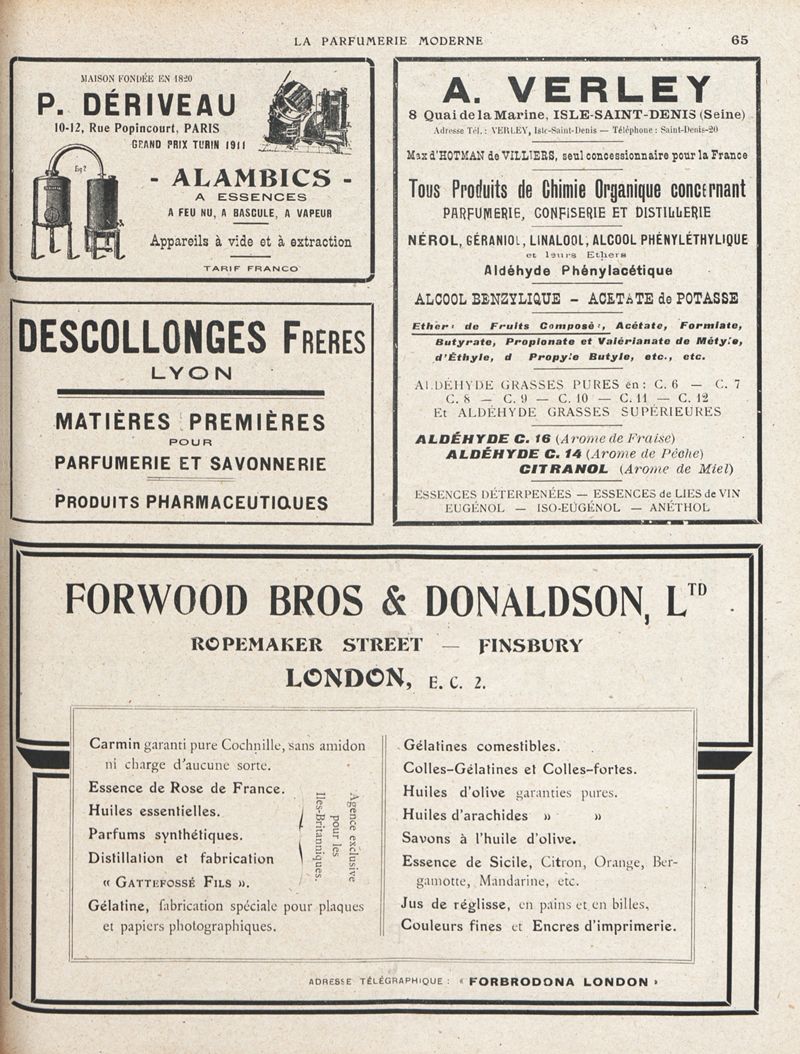 LA PARFUMERIE MODERNE
65
MAISON FONDÉE EN 1820
P. DÉRIVEAU
10-12, Rue Popincourt, PARIS
GRAND PRIX TURIN 1911
Fig 2
- ALAMBICS -
A ESSENCES
A FEU NU, A BASCULE, A VAPEUR
Appareils à vide et à extraction
TARIF FRANCO
DESCOLLONGES FRÈRES
LYON
MATIÈRES PREMIÈRES
POUR
PARFUMERIE ET SAVONNERIE
PRODUITS PHARMACEUTIQUES
A. VERLEY
8 Quai de la Marine, ISLE-SAINT-DENIS (Seine)
Adresse Tél. : VERLEY, Isle-Saint-Denis — Téléphone : Saint-Denis-20
Max d'HOTMAN de VILLIERS, seul concessionnaire pour la France
Tous Produits de Chimie Organique concernant
PARFUMERIE, CONFISERIE ET DISTILLERIE
NÉROL, GÉRANIOL, LINALOOL, ALCOOL PHÉNYLÉTHYLIQUE
et leurs Ethers
Aldéhyde Phénylacétique
ALCOOL BENZYLIQUE — ACETATE de POTASSE
Ethers de Fruits Composés, Acétate, Formiate,
Butyrate, Propionate et Valérianate de Métyle,
d'Éthyle, d Propyle Butyle, etc., etc.
ALDÉHYDE GRASSES PURES en : C. 6 — C. 7
C. 8 — C. 9 — C. 10 — C. 11 — C. 12
Et ALDÉHYDE GRASSES SUPÉRIEURES
ALDÉHYDE C. 16 (Arome de Fraise)
ALDÉHYDE C. 14 (Arome de Pêche)
CITRANOL (Arome de Miel)
ESSENCES DÉTERPENÉES — ESSENCES de LIES de VIN
EUGÉNOL — ISO-EUGÉNOL — ANÉTHOL
FORWOOD BROS & DONALDSON, LTD
ROPEMAKER STREET — FINSBURY
LONDON, E. C. 2.
Carmin garanti pure Cochnille, sans amidon
ni charge d'aucune sorte.
Essence de Rose de France.
Huiles essentielles.
Parfums synthétiques.
Distillation et fabrication
« GATTEFOSSÉ FILS ».
Agence exclusive
pour les
Iles-Britanniques.
Gélatine, fabrication spéciale pour plaques
et papiers photographiques.
Gélatines comestibles.
Colles-Gélatines et Colles-fortes.
Huiles d'olive garanties pures.
Huiles d'arachides » »
Savons à l'huile d'olive.
Essence de Sicile, Citron, Orange, Ber-
gamotte, Mandarine, etc.
Jus de réglisse, en pains et en billes,
Couleurs fines et Encres d'imprimerie.
ADRESSE TÉLÉGRAPHIQUE : « FORBRODONA LONDON »